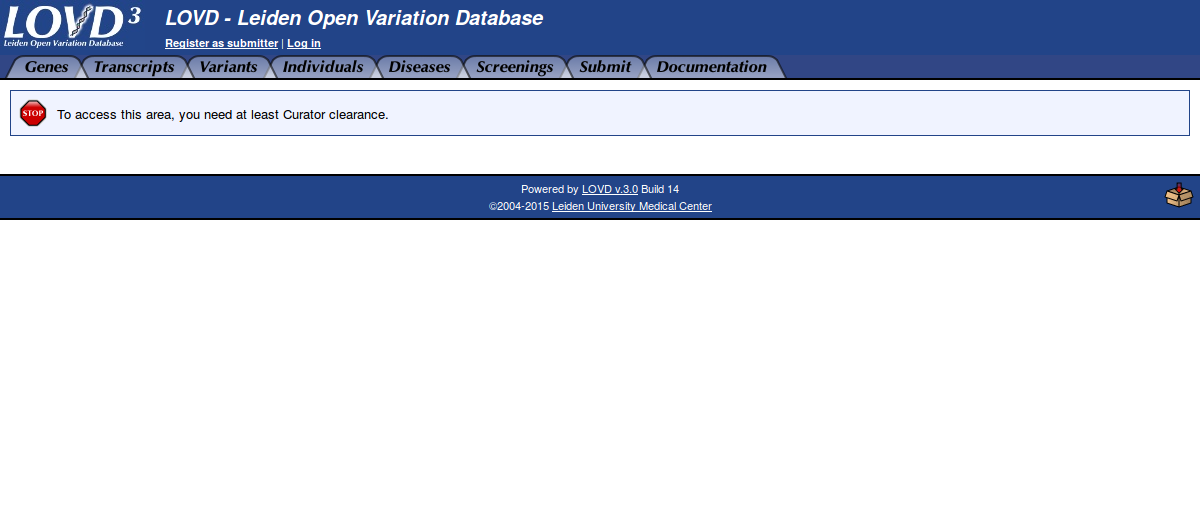 LOVD 3
Leiden Open Variation Database
LOVD - Leiden Open Variation Database
Register as submitter | Log in
Genes Transcripts Variants Individuals Diseases Screenings Submit Documentation
STOP To access this area, you need at least Curator clearance.
Powered by LOVD v.3.0 Build 14
©2004-2015 Leiden University Medical Center